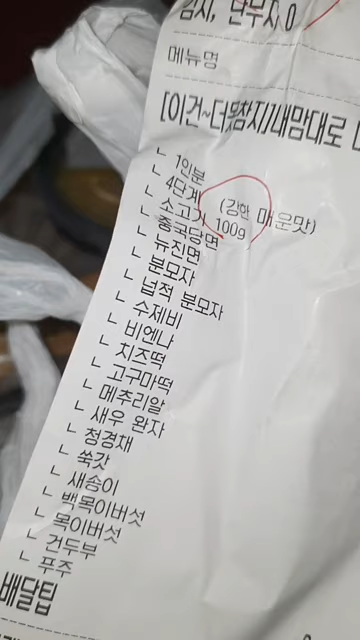 김치, 단무지.0
메뉴명
[이건~더못참지]내맘대로
ㄴ 1인분
ㄴ 4단계 (강한 매운맛)
ㄴ 소고기 100g
ㄴ 중국당면
ㄴ 뉴진면
ㄴ 분모자
ㄴ 넙적 분모자
ㄴ 수제비
ㄴ 비엔나
ㄴ 치즈떡
ㄴ 고구마떡
ㄴ 메추리알
ㄴ 새우 완자
ㄴ 청경채
ㄴ 쑥갓
ㄴ 새송이
ㄴ 백목이버섯
ㄴ 목이버섯
ㄴ 건두부
ㄴ 푸주
배달팁